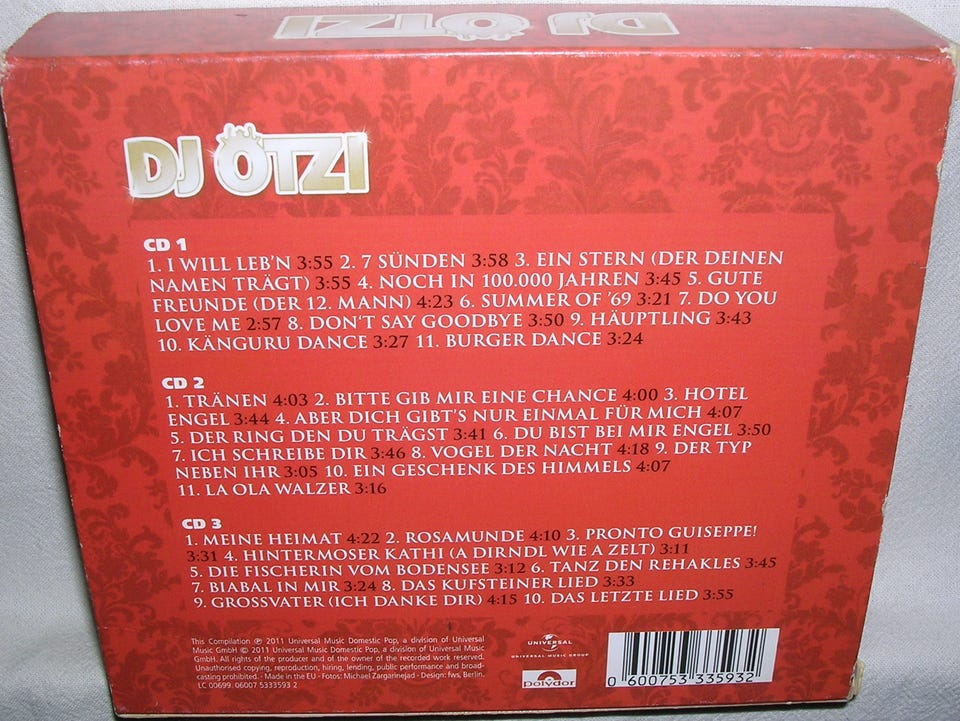 DJ ÖTZI
DJ ÖTZI
CD 1
1. I WILL LEB'N 3:55 2. 7 SÜNDEN 3:58 3. EIN STERN (DER DEINEN
NAMEN TRÄGT) 3:55 4. NOCH IN 100.000 JAHREN 3:45 5. GUTE
FREUNDE (DER 12. MANN) 4:23 6. SUMMER OF '69 3:21 7. DO YOU
LOVE ME 2:57 8. DON'T SAY GOODBYE 3:50 9. HÄUPTLING 3:43
10. KÄNGURU DANCE 3:27 11. BURGER DANCE 3:24
CD 2
1. TRÄNEN 4:03 2. BITTE GIB MIR EINE CHANCE 4:00 3. HOTEL
ENGEL 3:44 4. ABER DICH GIBT'S NUR EINMAL FÜR MICH 4:07
5. DER RING DEN DU TRÄGST 3:41 6. DU BIST BEI MIR ENGEL 3:50
7. ICH SCHREIBE DIR 3:46 8. VOGEL DER NACHT 4:18 9. DER TYP
NEBEN IHR 3:05 10. EIN GESCHENK DES HIMMELS 4:07
11. LA OLA WALZER 3:16
CD 3
1. MEINE HEIMAT 4:22 2. ROSAMUNDE 4:10 3. PRONTO GUISEPPE!
3:31 4. HINTERMOSER KATHI (A DIRNDL WIE A ZELT) 3:11
5. DIE FISCHERIN VOM BODENSEE 3:12 6. TANZ DEN REHAKLES 3:45
7. BIABAL IN MIR 3:24 8. DAS KUFSTEINER LIED 3:33
9. GROSSVATER (ICH DANKE DIR) 4:15 10. DAS LETZTE LIED 3:55
This Compilation ℗ 2011 Universal Music Domestic Pop, a division of Universal
Music GmbH © 2011 Universal Music Domestic Pop, a division of Universal Music
GmbH. All rights of the producer and of the owner of the recorded work reserved.
Unauthorised copying, reproduction, hiring, lending, public performance and broad-
casting prohibited. · Made in the EU · Fotos: Michael Zargarinejad · Design: fws, Berlin.
LC 00699. 06007 5333593 2
UNIVERSAL
UNIVERSAL MUSIC GROUP
Polydor
0 600753 335932